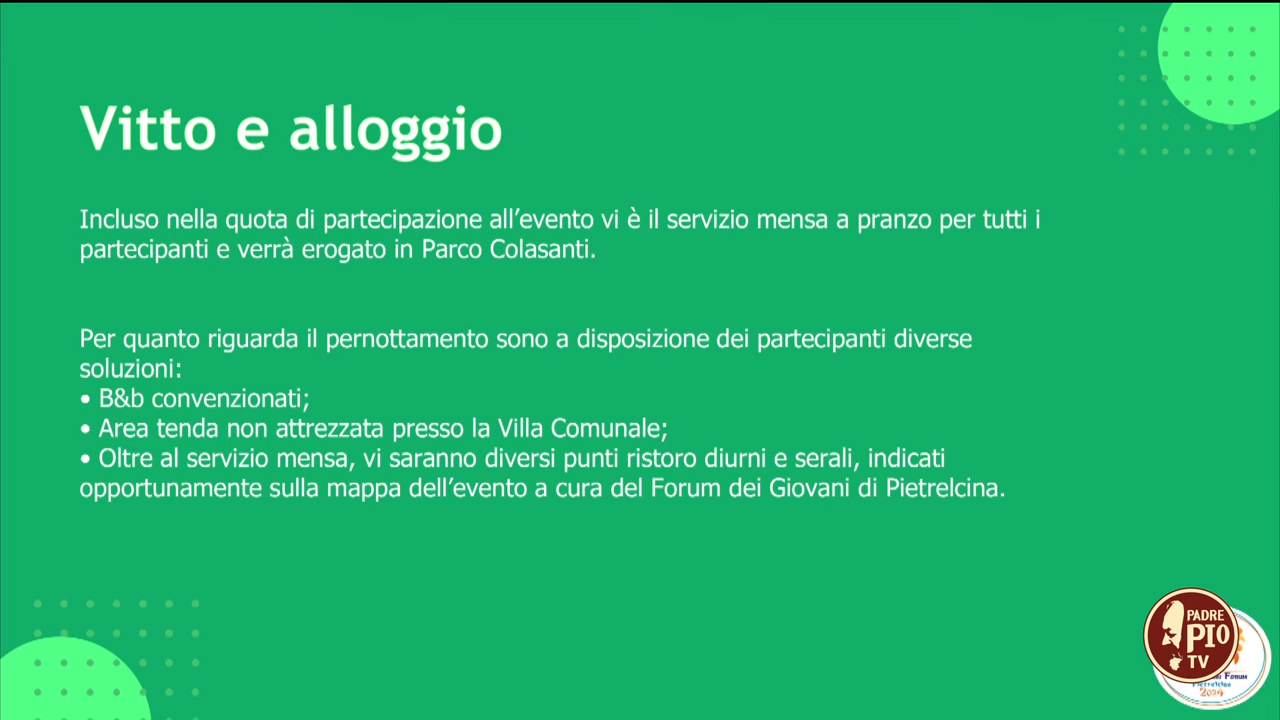 Vitto e alloggio
Incluso nella quota di partecipazione all’evento vi è il servizio mensa a pranzo per tutti i
partecipanti e verrà erogato in Parco Colasanti.
Per quanto riguarda il pernottamento sono a disposizione dei partecipanti diverse
soluzioni:
• B&b convenzionati;
• Area tenda non attrezzata presso la Villa Comunale;
• Oltre al servizio mensa, vi saranno diversi punti ristoro diurni e serali, indicati
opportunamente sulla mappa dell’evento a cura del Forum dei Giovani di Pietrelcina.
PADRE
PIO
TV
Forum
Pietrelcina
2024